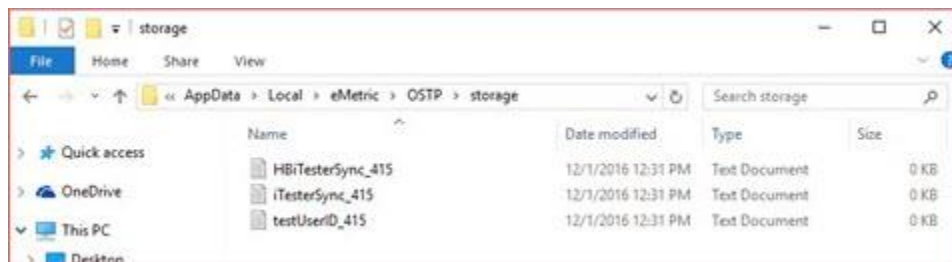 storage
File Home Share View
« AppData > Local > eMetric > OSTP > storage Search storage
Name Date modified Type Size
Quick access
HBiTesterSync_415 12/1/2016 12:31 PM Text Document 0 KB
OneDrive
iTesterSync_415 12/1/2016 12:31 PM Text Document 0 KB
testUserID_415 12/1/2016 12:31 PM Text Document 0 KB
This PC
Desktop